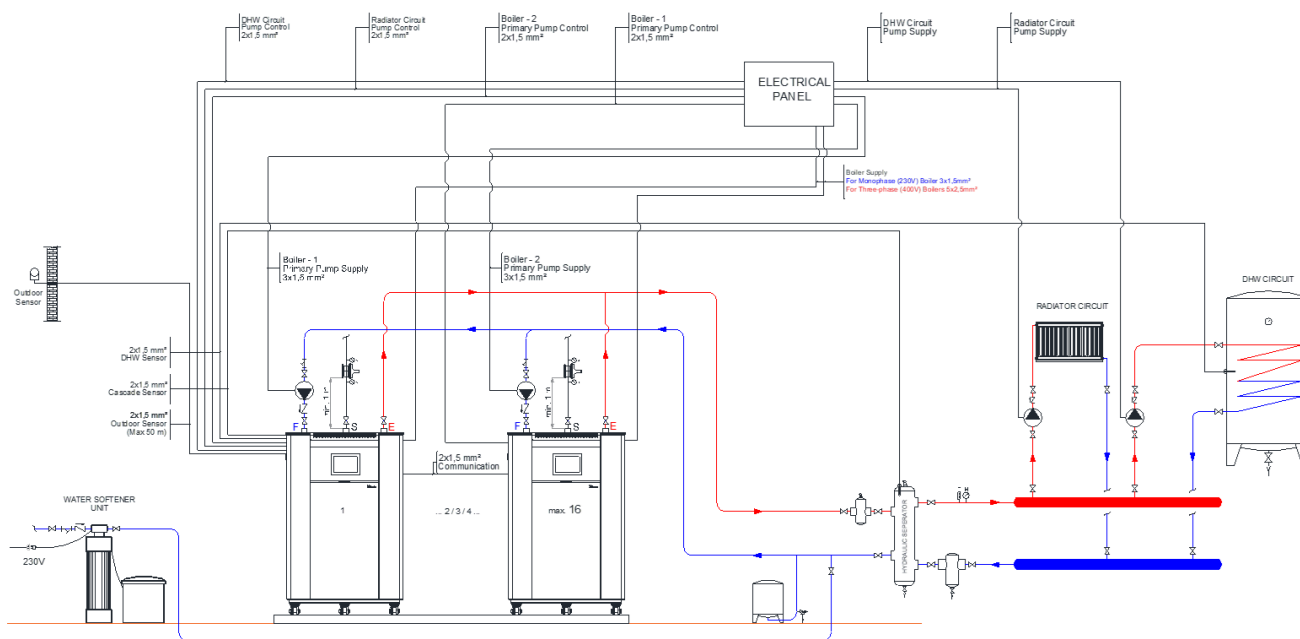 DHW Circuit
Pump Control
2x1,5 mm²
Radiator Circuit
Pump Control
2x1,5 mm²
Boiler - 2
Primary Pump Control
2x1,5 mm²
Boiler - 1
Primary Pump Control
2x1,5 mm²
DHW Circuit
Pump Supply
Radiator Circuit
Pump Supply
ELECTRICAL
PANEL
Boiler Supply
For Monophase (230V) Boiler 3x1,5mm²
For Three-phase (400V) Boilers 5x2,5mm²
Boiler - 1
Primary Pump Supply
3x1,5 mm²
Boiler - 2
Primary Pump Supply
3x1,5 mm²
Outdoor
Sensor
DHW CIRCUIT
RADIATOR CIRCUIT
2x1,5 mm²
DHW Sensor
2x1,5 mm²
Cascade Sensor
2x1,5 mm²
Outdoor Sensor
(Max 50 m)
min. 1 m
min. 1 m
F
S
E
F
S
E
2x1,5 mm²
Communication
WATER SOFTENER
UNIT
230V
1
... 2 / 3 / 4 ...
max. 16
HYDRAULIC SEPERATOR